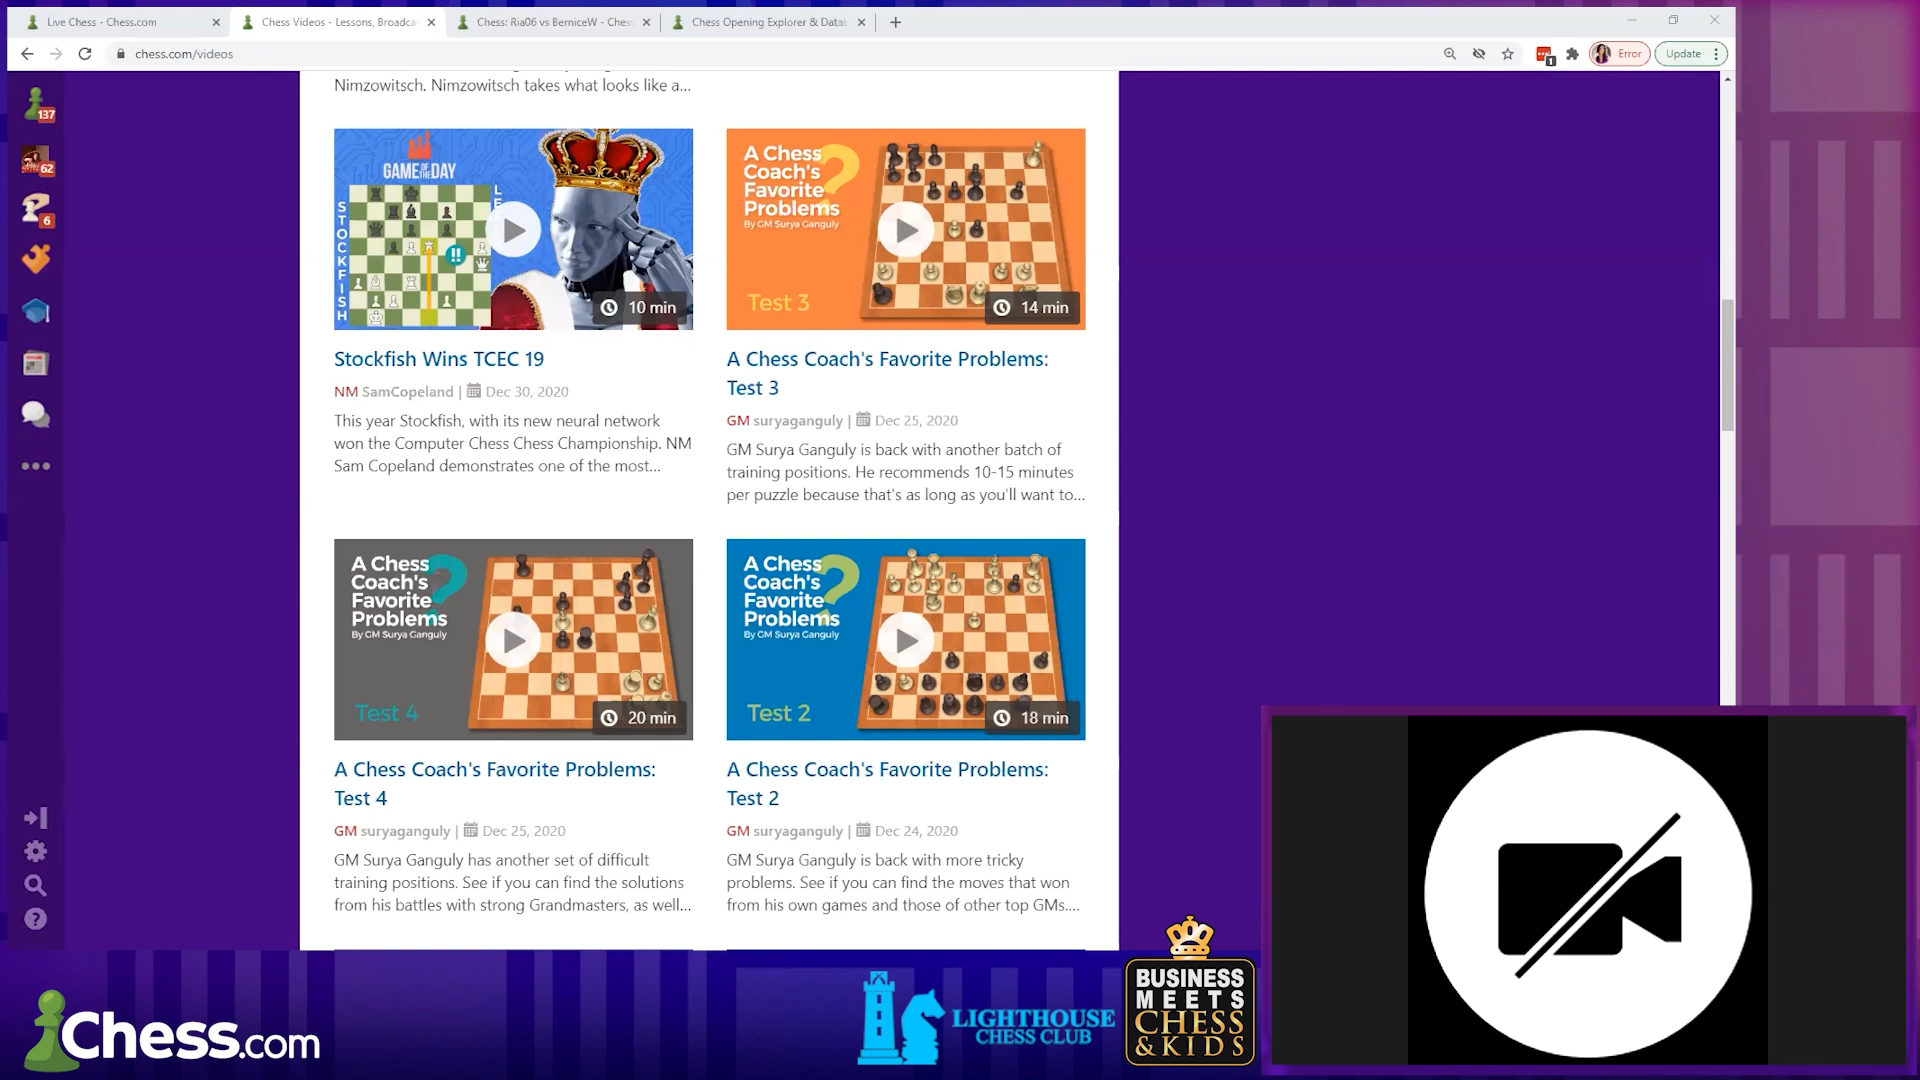 Live Chess - Chess.com
Chess Videos - Lessons, Broadca
Chess: Ria06 vs BerniceW - Chess
Chess Opening Explorer & Datab
chess.com/videos
1
Error
Update
137
62
6
Nimzowitsch. Nimzowitsch takes what looks like a...
GAME OF THE DAY
STOCKFISH
!!
10 min
A Chess
Coach's
Favorite
Problems
By GM Surya Ganguly
?
Test 3
14 min
Stockfish Wins TCEC 19
NM SamCopeland | Dec 30, 2020
This year Stockfish, with its new neural network
won the Computer Chess Chess Championship. NM
Sam Copeland demonstrates one of the most...
A Chess Coach's Favorite Problems:
Test 3
GM suryaganguly | Dec 25, 2020
GM Surya Ganguly is back with another batch of
training positions. He recommends 10-15 minutes
per puzzle because that's as long as you'll want to...
A Chess
Coach's
Favorite
Problems
By GM Surya Ganguly
?
Test 4
20 min
A Chess
Coach's
Favorite
Problems
By GM Surya Ganguly
?
Test 2
18 min
A Chess Coach's Favorite Problems:
Test 4
GM suryaganguly | Dec 25, 2020
GM Surya Ganguly has another set of difficult
training positions. See if you can find the solutions
from his battles with strong Grandmasters, as well...
A Chess Coach's Favorite Problems:
Test 2
GM suryaganguly | Dec 24, 2020
GM Surya Ganguly is back with more tricky
problems. See if you can find the moves that won
from his own games and those of other top GMs....
Chess.com
LIGHTHOUSE
CHESS CLUB
BUSINESS
MEETS
CHESS
& KIDS